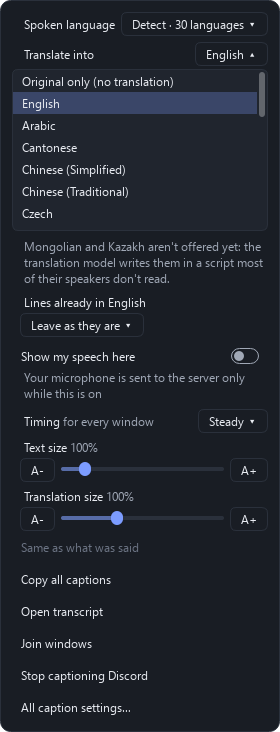 Spoken language Detect · 30 languages ▾
Translate into English ▴
Original only (no translation)
English
Arabic
Cantonese
Chinese (Simplified)
Chinese (Traditional)
Czech
Mongolian and Kazakh aren't offered yet: the
translation model writes them in a script most
of their speakers don't read.
Lines already in English
Leave as they are ▾
Show my speech here
Your microphone is sent to the server only
while this is on
Timing for every window Steady ▾
Text size 100%
A- A+
Translation size 100%
A- A+
Same as what was said
Copy all captions
Open transcript
Join windows
Stop captioning Discord
All caption settings...